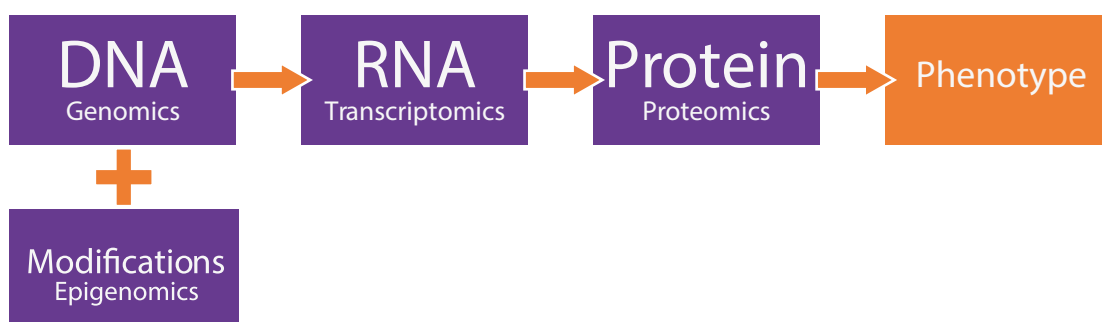 DNA
Genomics
RNA
Transcriptomics
Protein
Proteomics
Phenotype
Modifications
Epigenomics